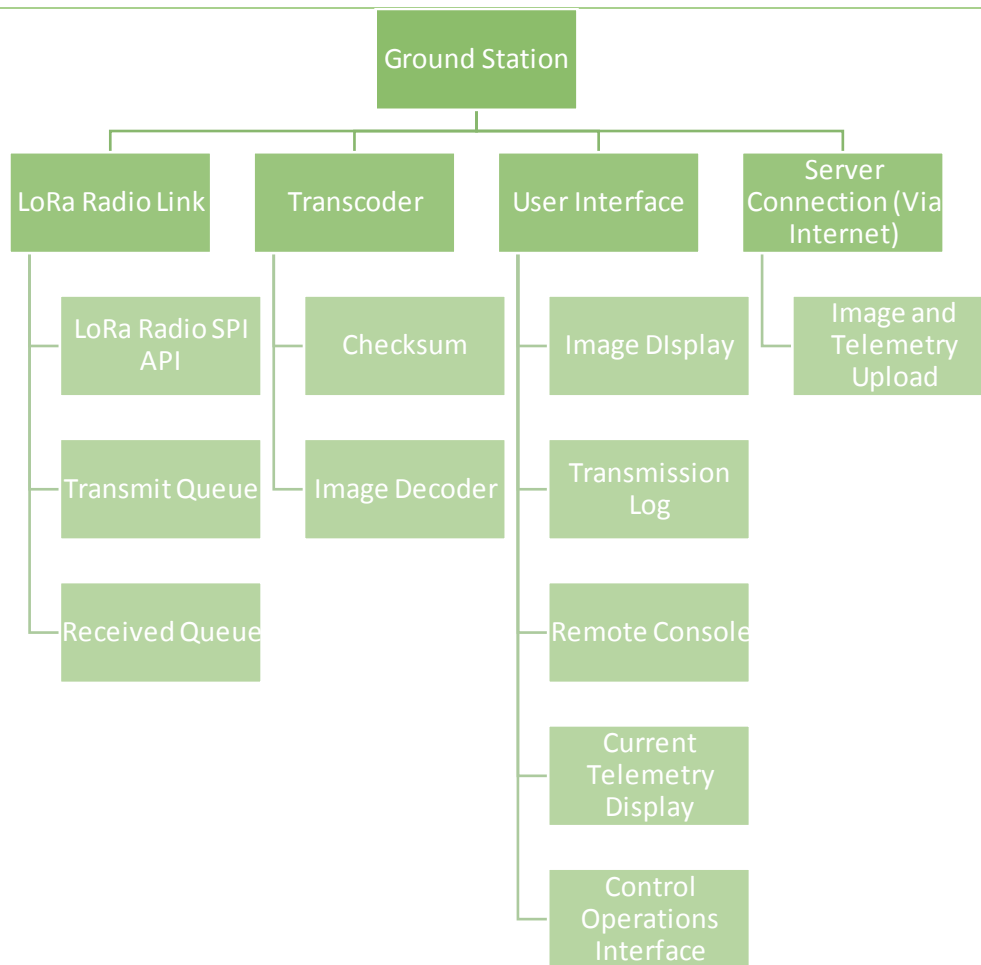 Ground Station
LoRa Radio Link
LoRa Radio SPI
API
Transmit Queue
Received Queue
Transcoder
Checksum
Image Decoder
User Interface
Image DIsplay
Transmission
Log
Remote Console
Current
Telemetry
Display
Control
Operations
Interface
Server
Connection (Via
Internet)
Image and
Telemetry
Upload